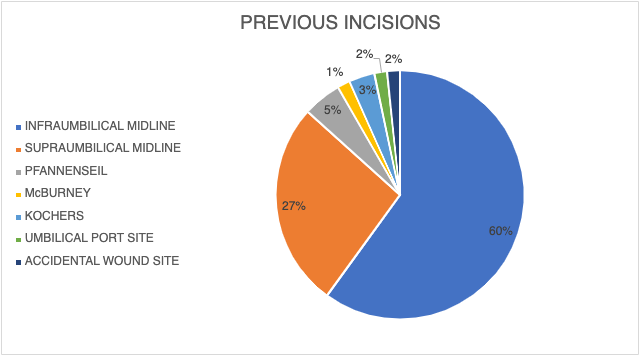 PREVIOUS INCISIONS
2%
2%
1%
3%
5%
27%
60%
INFRAUMBILICAL MIDLINE
SUPRAUMBILICAL MIDLINE
PFANNENSEIL
McBURNEY
KOCHERS
UMBILICAL PORT SITE
ACCIDENTAL WOUND SITE